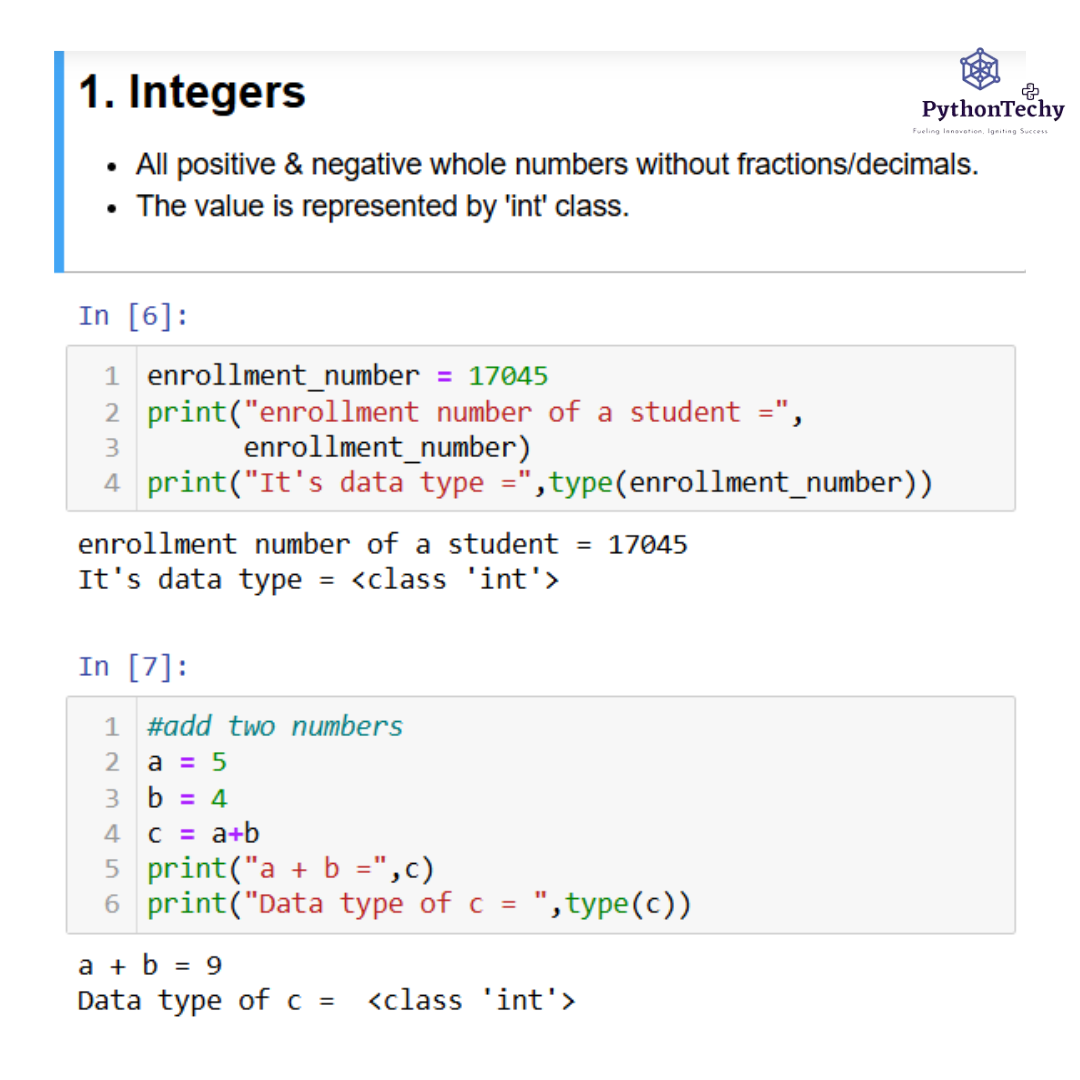 1. Integers
PythonTechy
Fueling Innovation, Igniting Success
• All positive & negative whole numbers without fractions/decimals.
• The value is represented by 'int' class.
In [6]:
1 enrollment_number = 17045
2 print("enrollment number of a student =",
3       enrollment_number)
4 print("It's data type =",type(enrollment_number))
enrollment number of a student = 17045
It's data type = <class 'int'>
In [7]:
1 #add two numbers
2 a = 5
3 b = 4
4 c = a+b
5 print("a + b =",c)
6 print("Data type of c = ",type(c))
a + b = 9
Data type of c =  <class 'int'>